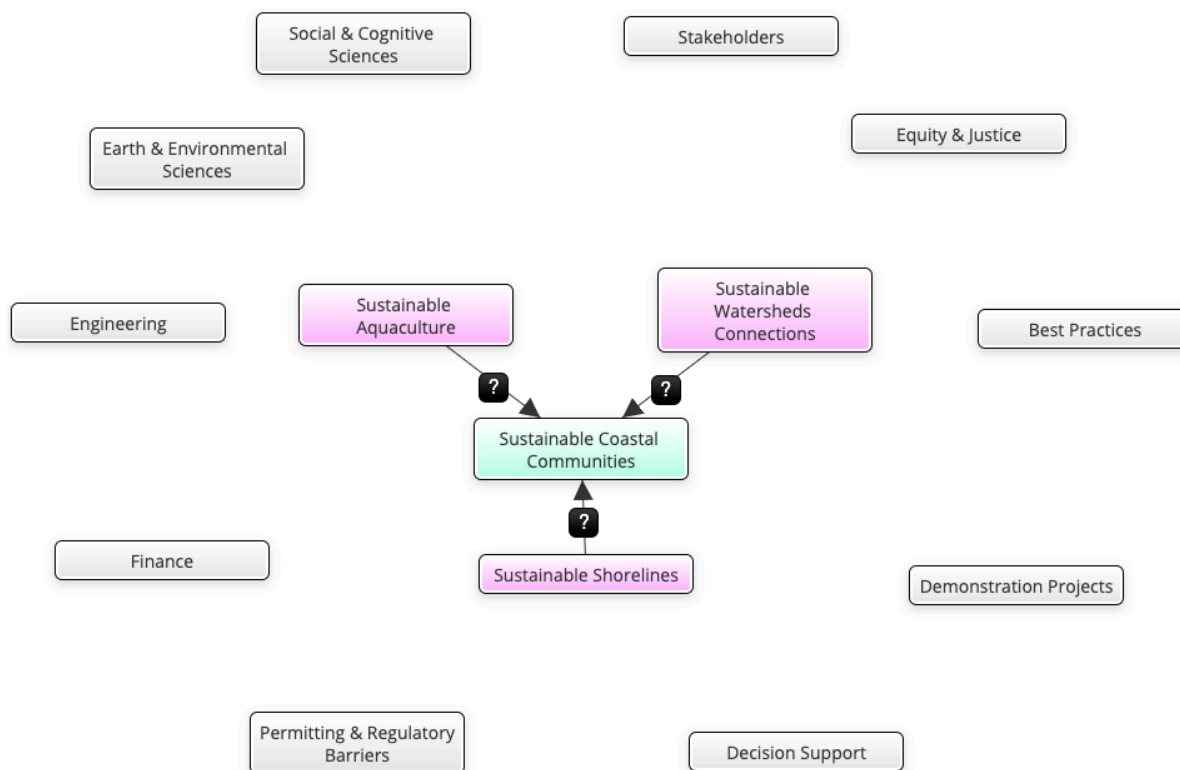 Social & Cognitive
Sciences
Stakeholders
Equity & Justice
Earth & Environmental
Sciences
Sustainable
Watersheds
Connections
Sustainable
Aquaculture
Engineering
Best Practices
?
?
Sustainable Coastal
Communities
?
Finance
Sustainable Shorelines
Demonstration Projects
Permitting & Regulatory
Barriers
Decision Support